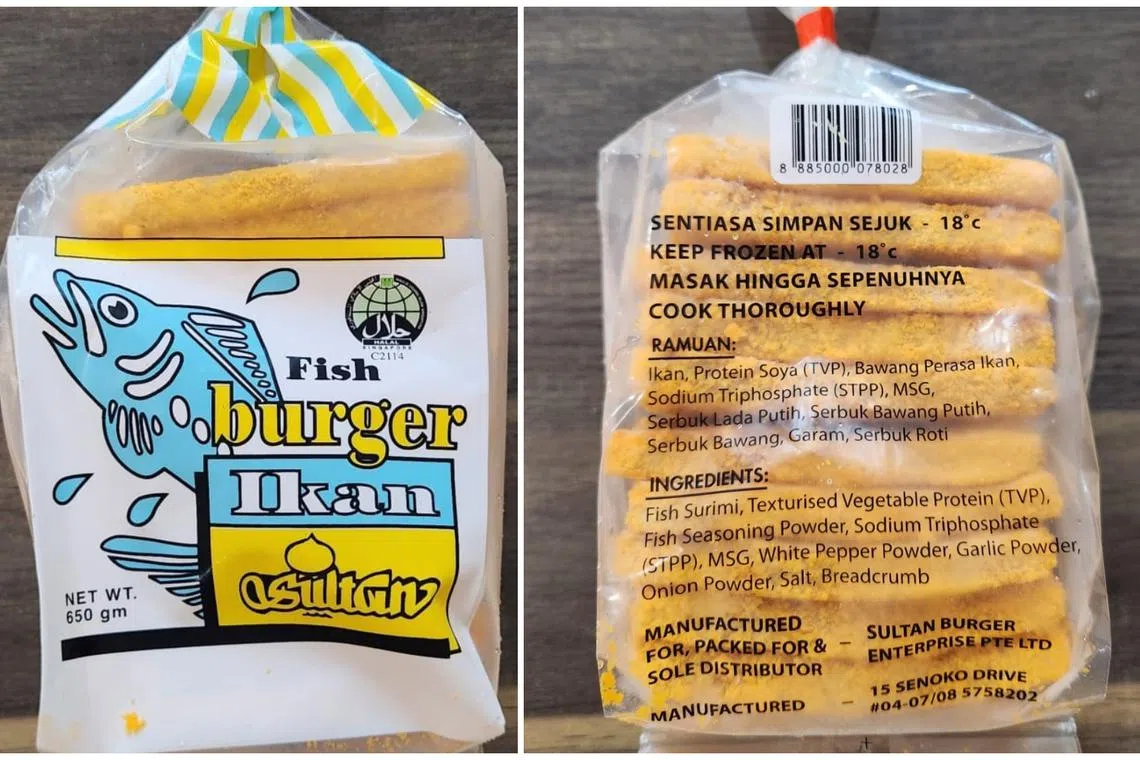 حلال
HALAL
SINGAPORE
C2114
Fish
burger
Ikan
Sultan
NET WT.
650 gm
8 885000 078028
SENTIASA SIMPAN SEJUK - 18°c
KEEP FROZEN AT - 18°c
MASAK HINGGA SEPENUHNYA
COOK THOROUGHLY
RAMUAN:
Ikan, Protein Soya (TVP), Bawang Perasa Ikan,
Sodium Triphosphate (STPP), MSG,
Serbuk Lada Putih, Serbuk Bawang Putih,
Serbuk Bawang, Garam, Serbuk Roti
INGREDIENTS:
Fish Surimi, Texturised Vegetable Protein (TVP),
Fish Seasoning Powder, Sodium Triphosphate
(STPP), MSG, White Pepper Powder, Garlic Powder,
Onion Powder, Salt, Breadcrumb
MANUFACTURED
FOR, PACKED FOR & - SULTAN BURGER
SOLE DISTRIBUTOR ENTERPRISE PTE LTD
MANUFACTURED - 15 SENOKO DRIVE
#04-07/08 5758202